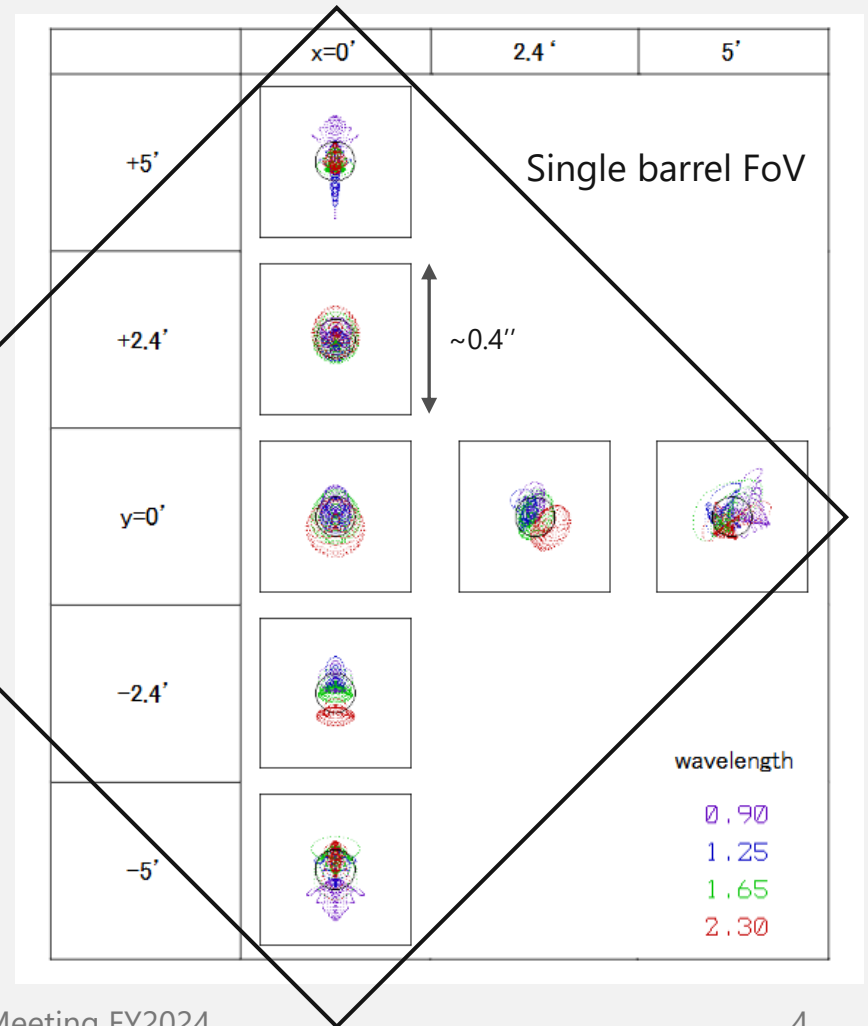 x=0’ 2.4‘ 5’
+5’
Single barrel FoV
+2.4’
~0.4’’
y=0’
−2.4’
wavelength
0.90
−5’
1.25
1.65
2.30
Meeting FY2024
4